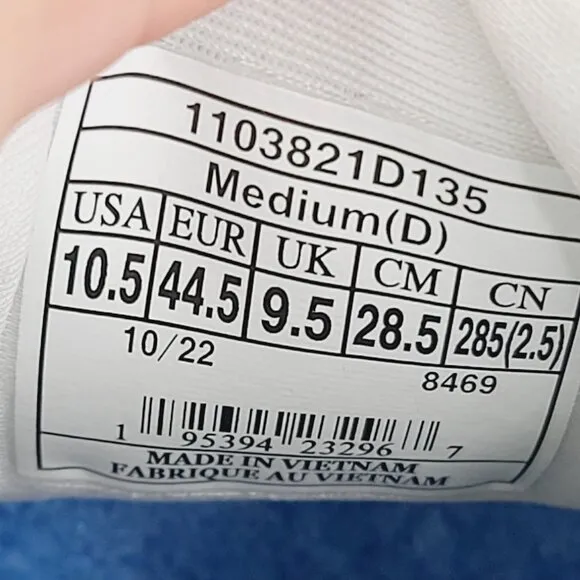 1103821D135
Medium(D)
USA EUR UK CM CN
10.5 44.5 9.5 28.5 285(2.5)
10/22
8469
1 95394 23296 7
MADE IN VIETNAM
FABRIQUE AU VIETNAM